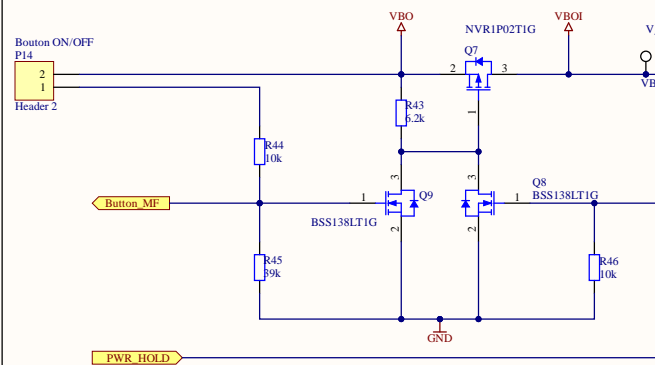 VBO
NVR1P02T1G
VBOI
Bouton ON/OFF
P14
Q7
2
1
2
3
Header 2
R43
6.2k
1
R44
10k
3
3
Q8
Button_MF
1
Q9
1
BSS138LT1G
BSS138LT1G
2
2
R45
39k
R46
10k
GND
PWR_HOLD